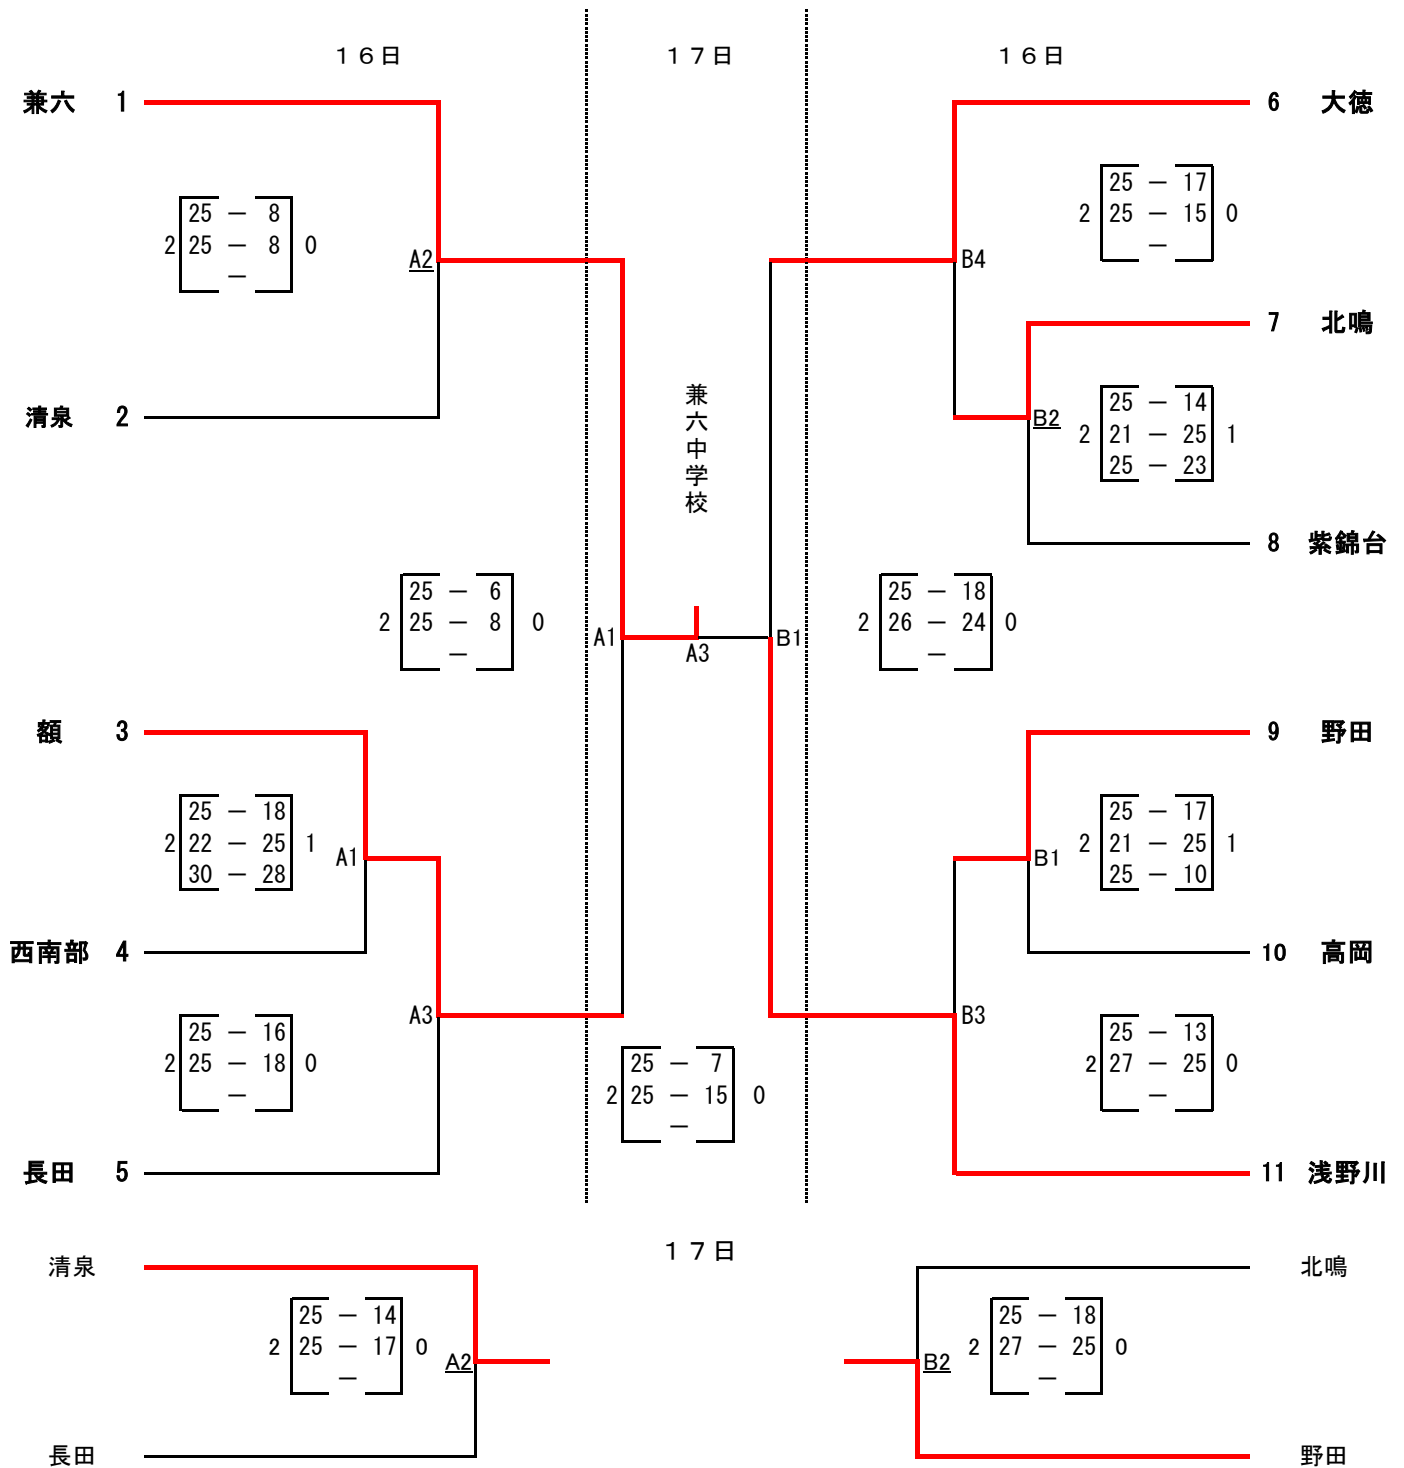 １６日 １７日 １６日
兼六 1
6 大徳
25 － 17
2 25 － 15 0
－
25 － 8
2 25 － 8 0
－
A2
B4
7 北鳴
25 － 14
2 21 － 25 1
25 － 23
B2
清泉 2
兼六中学校
8 紫錦台
25 － 6
2 25 － 8 0
－
25 － 18
2 26 － 24 0
－
A1
A3
B1
額 3
9 野田
25 － 18
2 22 － 25 1
30 － 28
A1
25 － 17
2 21 － 25 1
25 － 10
B1
西南部 4
10 高岡
25 － 16
2 25 － 18 0
－
A3
B3
25 － 13
2 27 － 25 0
－
25 － 7
2 25 － 15 0
－
長田 5
11 浅野川
１７日
清泉
北鳴
25 － 14
2 25 － 17 0
－
A2
B2
25 － 18
2 27 － 25 0
－
長田
野田